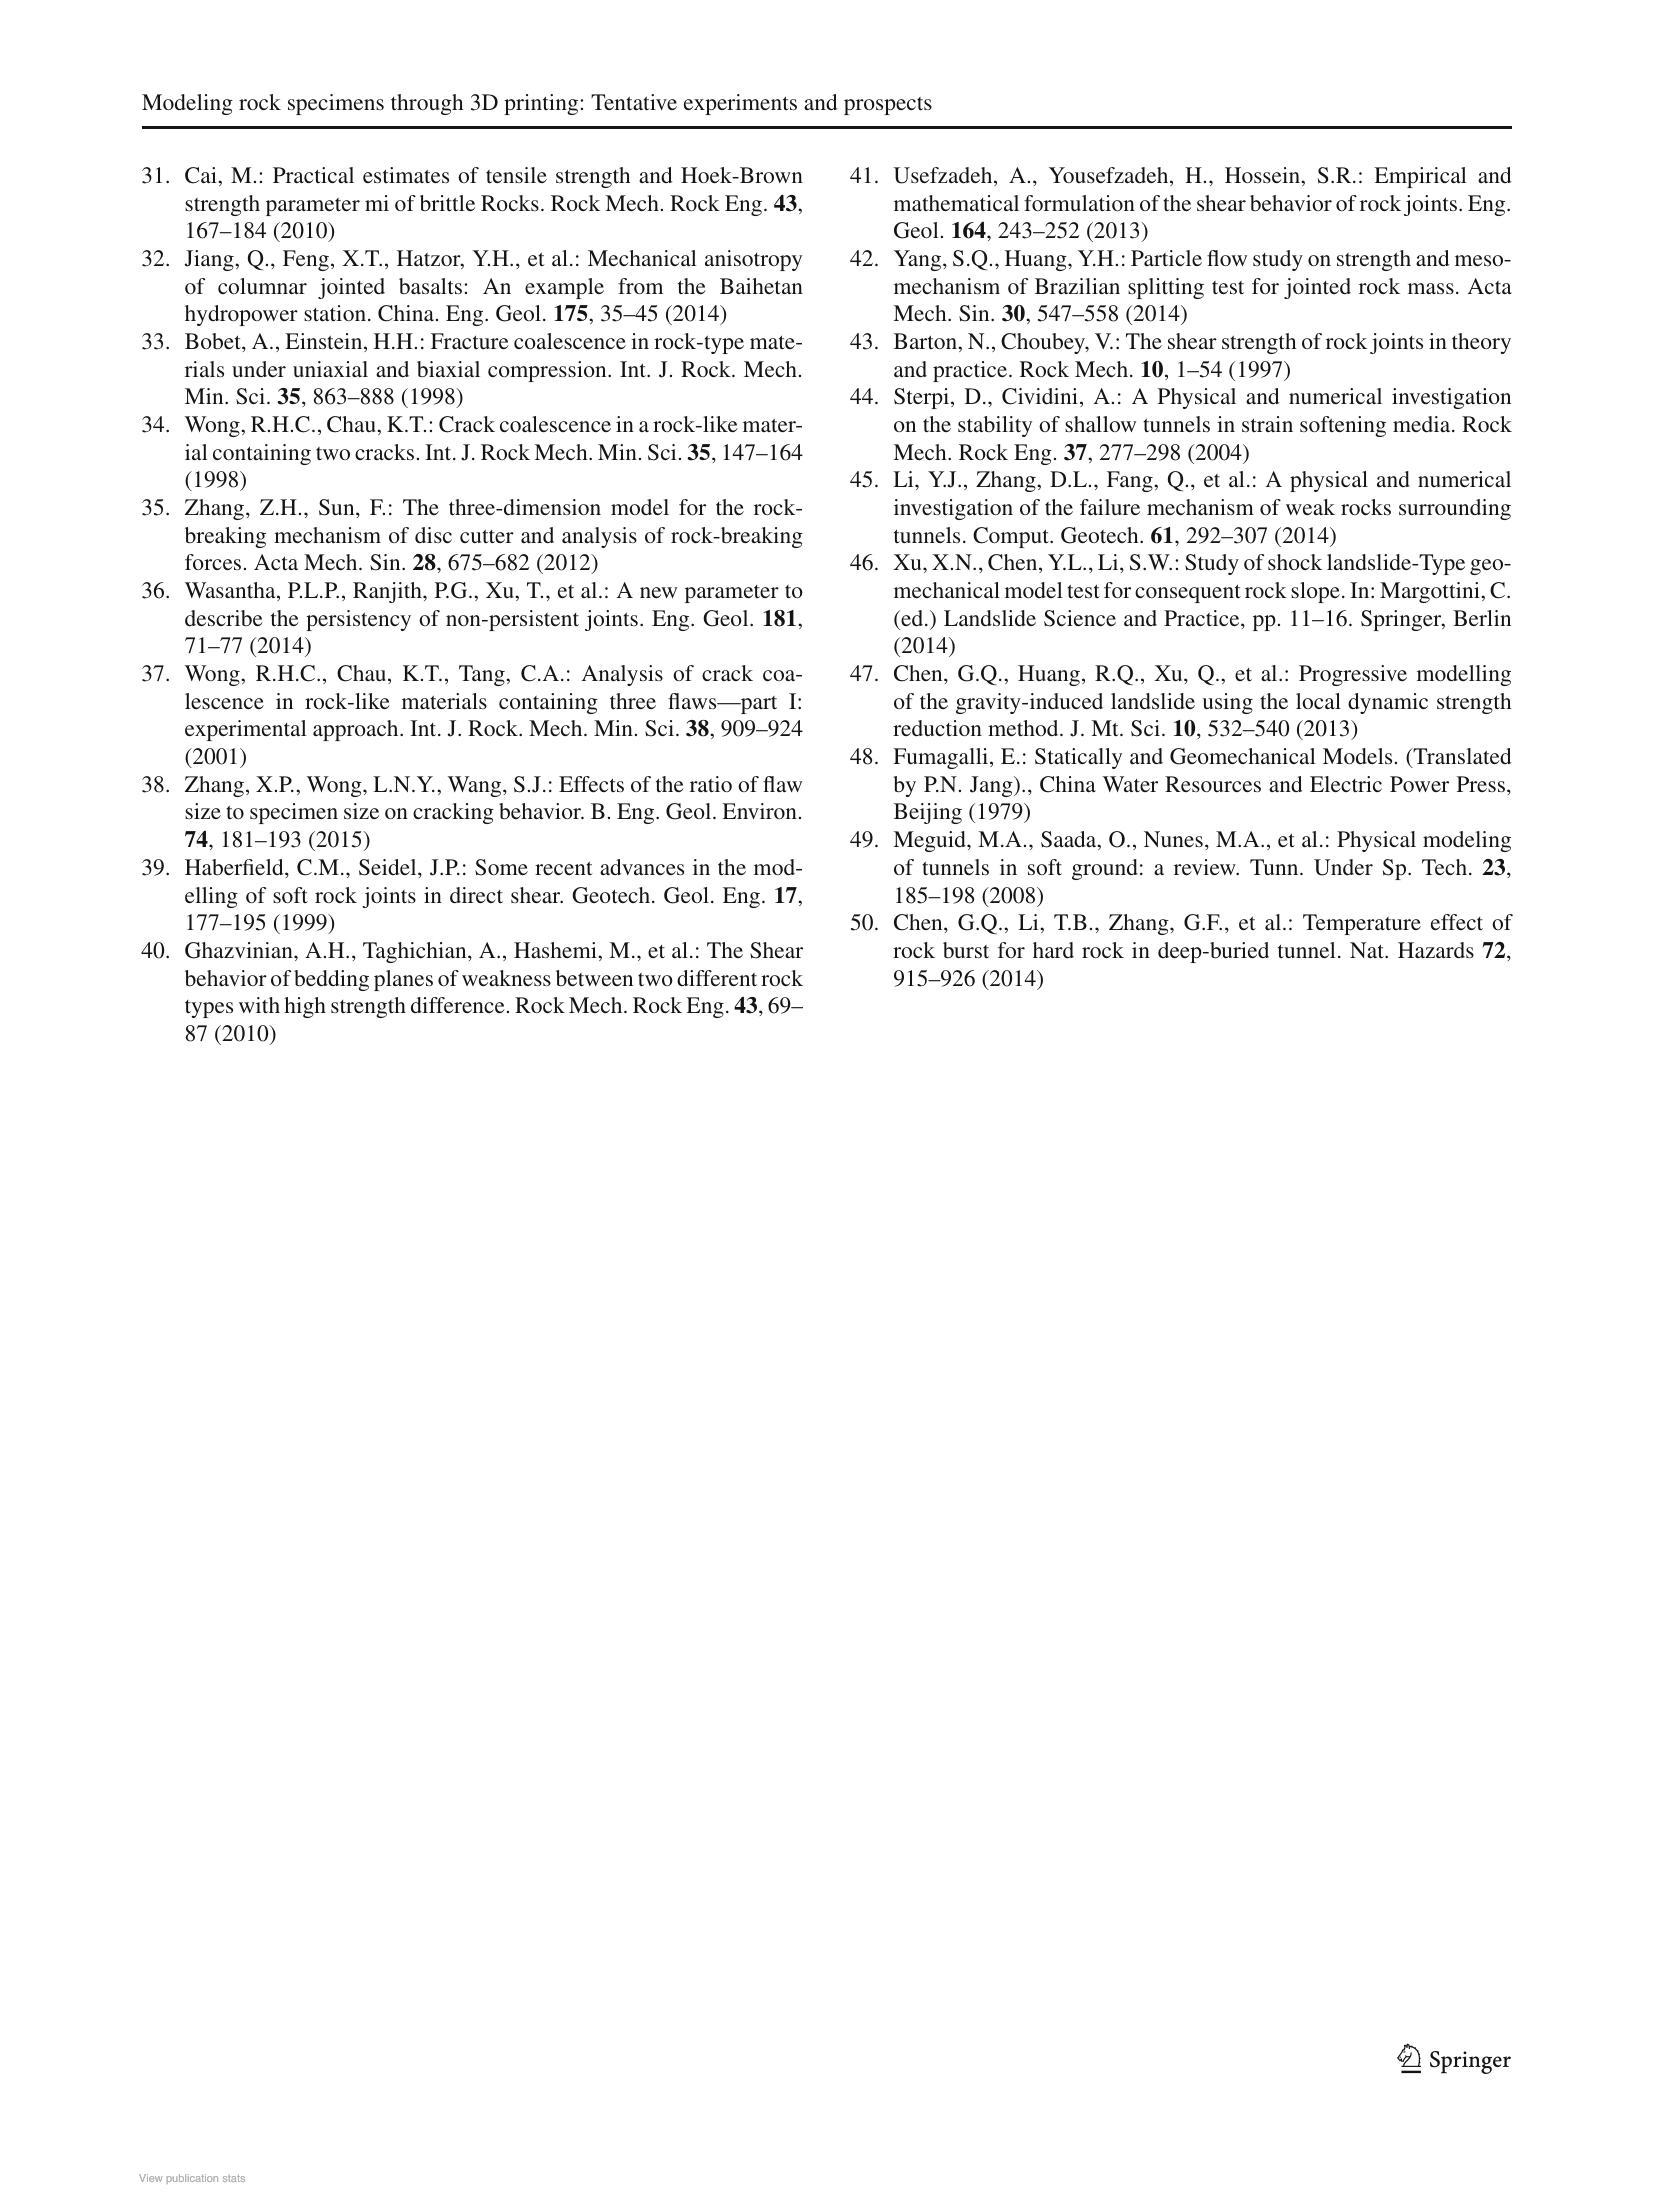 Modeling rock specimens through 3D printing: Tentative experiments and prospects
31. Cai, M.: Practical estimates of tensile strength and Hoek-Brown
strength parameter mi of brittle Rocks. Rock Mech. Rock Eng. 43,
167–184 (2010)
32. Jiang, Q., Feng, X.T., Hatzor, Y.H., et al.: Mechanical anisotropy
of columnar jointed basalts: An example from the Baihetan
hydropower station. China. Eng. Geol. 175, 35–45 (2014)
33. Bobet, A., Einstein, H.H.: Fracture coalescence in rock-type mate-
rials under uniaxial and biaxial compression. Int. J. Rock. Mech.
Min. Sci. 35, 863–888 (1998)
34. Wong, R.H.C., Chau, K.T.: Crack coalescence in a rock-like mater-
ial containing two cracks. Int. J. Rock Mech. Min. Sci. 35, 147–164
(1998)
35. Zhang, Z.H., Sun, F.: The three-dimension model for the rock-
breaking mechanism of disc cutter and analysis of rock-breaking
forces. Acta Mech. Sin. 28, 675–682 (2012)
36. Wasantha, P.L.P., Ranjith, P.G., Xu, T., et al.: A new parameter to
describe the persistency of non-persistent joints. Eng. Geol. 181,
71–77 (2014)
37. Wong, R.H.C., Chau, K.T., Tang, C.A.: Analysis of crack coa-
lescence in rock-like materials containing three flaws—part I:
experimental approach. Int. J. Rock. Mech. Min. Sci. 38, 909–924
(2001)
38. Zhang, X.P., Wong, L.N.Y., Wang, S.J.: Effects of the ratio of flaw
size to specimen size on cracking behavior. B. Eng. Geol. Environ.
74, 181–193 (2015)
39. Haberfield, C.M., Seidel, J.P.: Some recent advances in the mod-
elling of soft rock joints in direct shear. Geotech. Geol. Eng. 17,
177–195 (1999)
40. Ghazvinian, A.H., Taghichian, A., Hashemi, M., et al.: The Shear
behavior of bedding planes of weakness between two different rock
types with high strength difference. Rock Mech. Rock Eng. 43, 69–
87 (2010)
41. Usefzadeh, A., Yousefzadeh, H., Hossein, S.R.: Empirical and
mathematical formulation of the shear behavior of rock joints. Eng.
Geol. 164, 243–252 (2013)
42. Yang, S.Q., Huang, Y.H.: Particle flow study on strength and meso-
mechanism of Brazilian splitting test for jointed rock mass. Acta
Mech. Sin. 30, 547–558 (2014)
43. Barton, N., Choubey, V.: The shear strength of rock joints in theory
and practice. Rock Mech. 10, 1–54 (1997)
44. Sterpi, D., Cividini, A.: A Physical and numerical investigation
on the stability of shallow tunnels in strain softening media. Rock
Mech. Rock Eng. 37, 277–298 (2004)
45. Li, Y.J., Zhang, D.L., Fang, Q., et al.: A physical and numerical
investigation of the failure mechanism of weak rocks surrounding
tunnels. Comput. Geotech. 61, 292–307 (2014)
46. Xu, X.N., Chen, Y.L., Li, S.W.: Study of shock landslide-Type geo-
mechanical model test for consequent rock slope. In: Margottini, C.
(ed.) Landslide Science and Practice, pp. 11–16. Springer, Berlin
(2014)
47. Chen, G.Q., Huang, R.Q., Xu, Q., et al.: Progressive modelling
of the gravity-induced landslide using the local dynamic strength
reduction method. J. Mt. Sci. 10, 532–540 (2013)
48. Fumagalli, E.: Statically and Geomechanical Models. (Translated
by P.N. Jang)., China Water Resources and Electric Power Press,
Beijing (1979)
49. Meguid, M.A., Saada, O., Nunes, M.A., et al.: Physical modeling
of tunnels in soft ground: a review. Tunn. Under Sp. Tech. 23,
185–198 (2008)
50. Chen, G.Q., Li, T.B., Zhang, G.F., et al.: Temperature effect of
rock burst for hard rock in deep-buried tunnel. Nat. Hazards 72,
915–926 (2014)
Springer
View publication stats